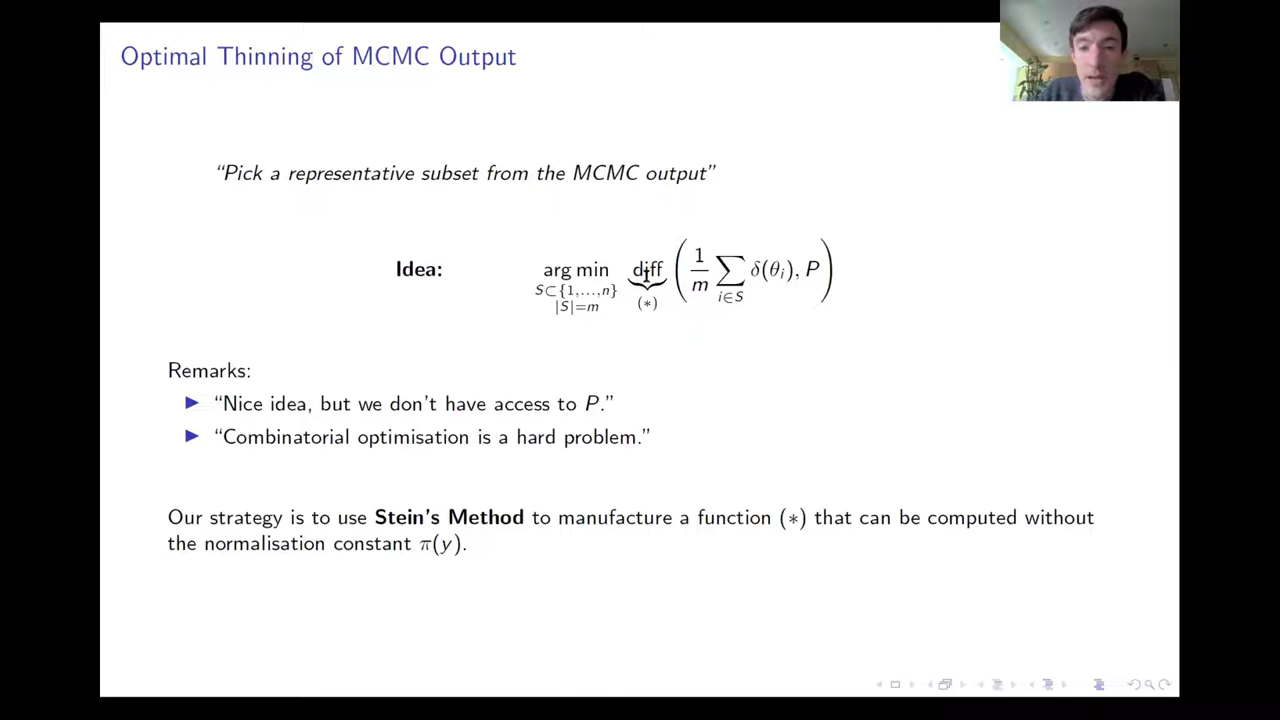 Optimal Thinning of MCMC Output
“Pick a representative subset from the MCMC output”
Idea: arg min_{S⊂{1,...,n} |S|=m} diff_{(∗)} ( 1/m ∑_{i∈S} δ(θ_i), P )
Remarks:
▶ “Nice idea, but we don't have access to P.”
▶ “Combinatorial optimisation is a hard problem.”
Our strategy is to use Stein's Method to manufacture a function (∗) that can be computed without
the normalisation constant π(y).